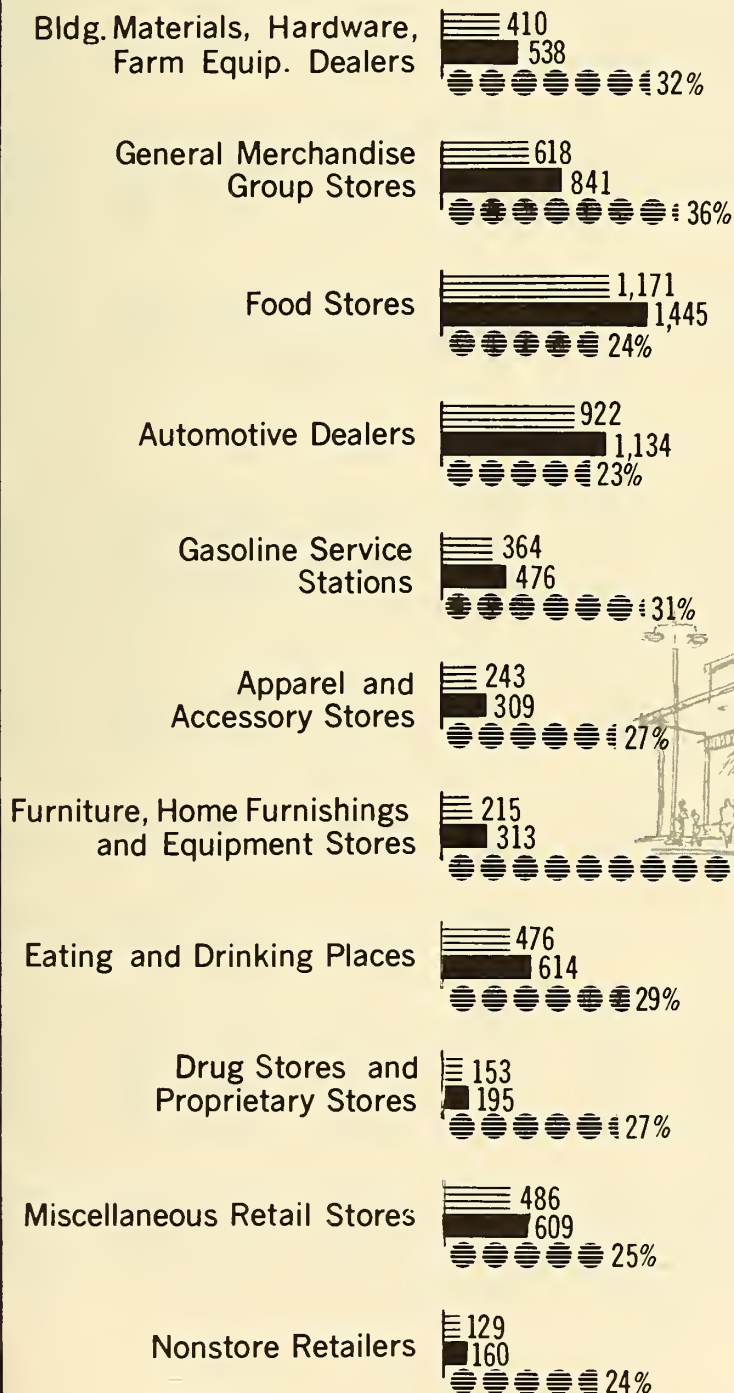 Bldg. Materials, Hardware,
Farm Equip. Dealers
410
538
32%
General Merchandise
Group Stores
618
841
36%
Food Stores
1,171
1,445
24%
Automotive Dealers
922
1,134
23%
Gasoline Service
Stations
364
476
31%
Apparel and
Accessory Stores
243
309
27%
Furniture, Home Furnishings
and Equipment Stores
215
313
Eating and Drinking Places
476
614
29%
Drug Stores and
Proprietary Stores
153
195
27%
Miscellaneous Retail Stores
486
609
25%
Nonstore Retailers
129
160
24%